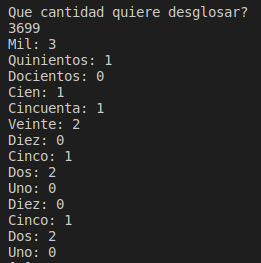 Que cantidad quiere desglosar?
3699
Mil: 3
Quinientos: 1
Docientos: 0
Cien: 1
Cincuenta: 1
Veinte: 2
Diez: 0
Cinco: 1
Dos: 2
Uno: 0
Diez: 0
Cinco: 1
Dos: 2
Uno: 0